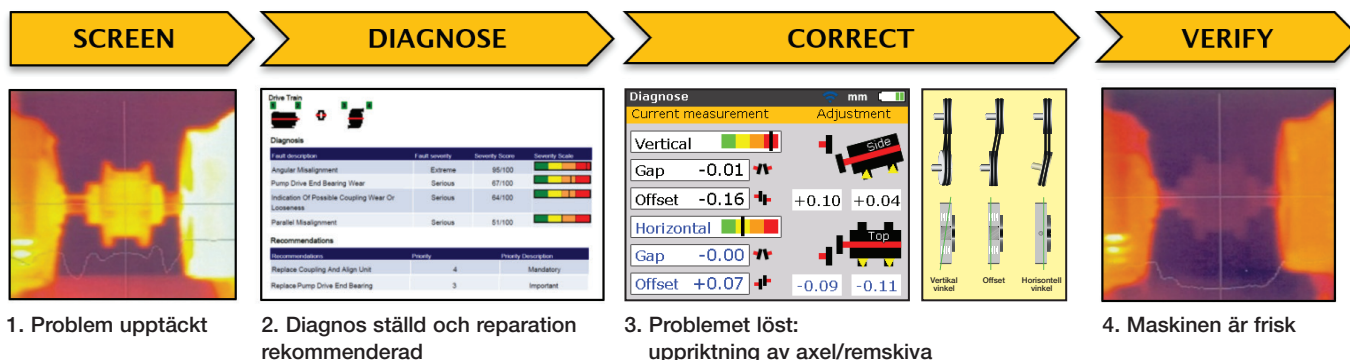 SCREEN
DIAGNOSE
CORRECT
VERIFY
Drive Train
Diagnosis
Fault description Fault severity Severity Score Severity Scale
Angular Misalignment Extreme 95/100
Pump Drive End Bearing Wear Serious 67/100
Indication Of Possible Coupling Wear Or Looseness Serious 64/100
Parallel Misalignment Serious 51/100
Recommendations
Recommendations Priority Priority Description
Replace Coupling And Align Unit 4 Mandatory
Replace Pump Drive End Bearing 3 Important
Diagnose mm
Current measurement Adjustment
Vertical
Side
Gap -0.01
Offset -0.16 +0.10 +0.04
Horizontal
Top
Gap -0.00
Offset +0.07 -0.09 -0.11
Vertikal vinkel
Offset
Horisontell vinkel
1. Problem upptäckt
2. Diagnos ställd och reparation
rekommenderad
3. Problemet löst:
uppriktning av axel/remskiva
4. Maskinen är frisk